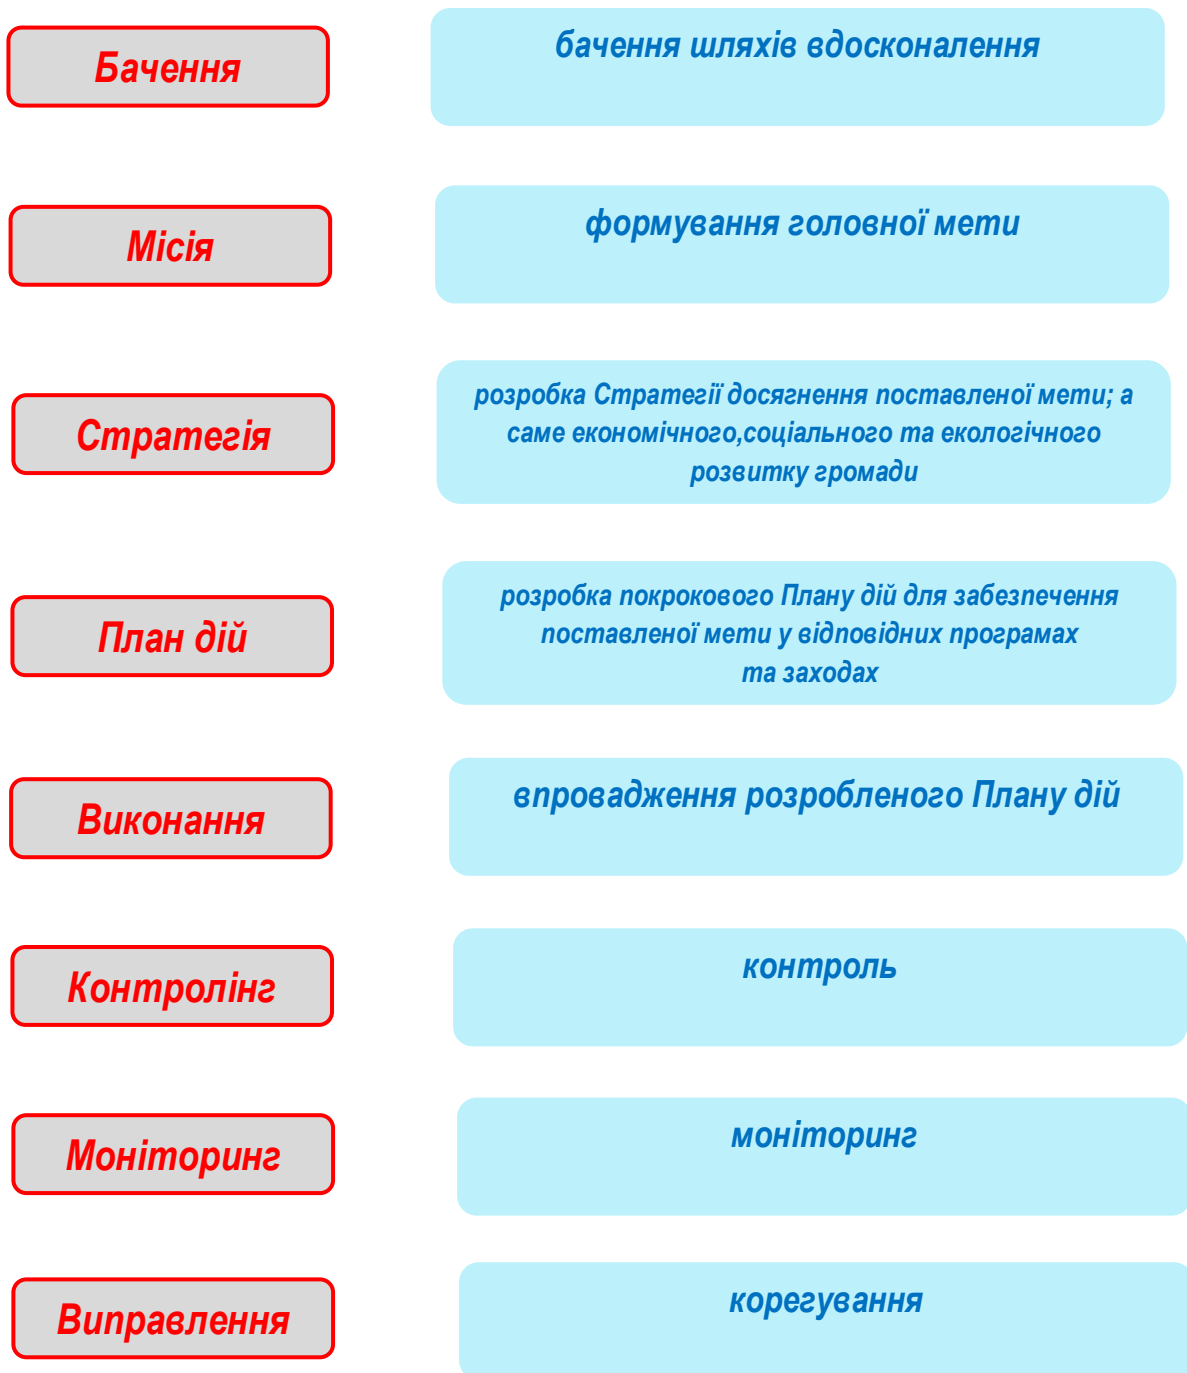 Бачення
бачення шляхів вдосконалення
Місія
формування головної мети
Стратегія
розробка Стратегії досягнення поставленої мети; а
саме економічного,соціального та екологічного
розвитку громади
План дій
розробка покрокового Плану дій для забезпечення
поставленої мети у відповідних програмах
та заходах
Виконання
впровадження розробленого Плану дій
Контролінг
контроль
Моніторинг
моніторинг
Виправлення
корегування